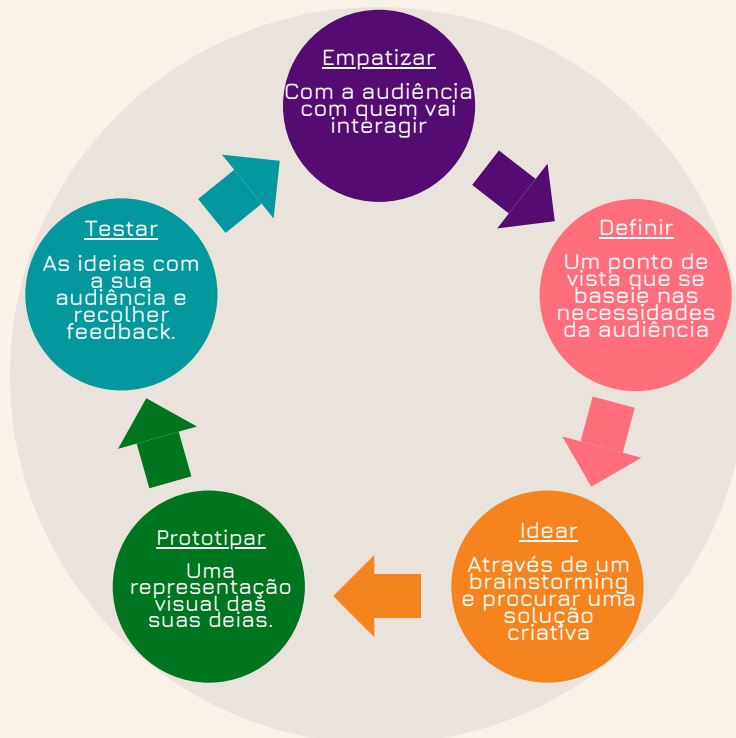 Empatizar
Com a audiência
com quem vai
interagir
Definir
Um ponto de
vista que se
baseie nas
necessidades
da audiência
Idear
Através de um
brainstorming
e procurar uma
solução
criativa
Prototipar
Uma
representação
visual das
suas deias.
Testar
As ideias com
a sua
audiência e
recolher
feedback.